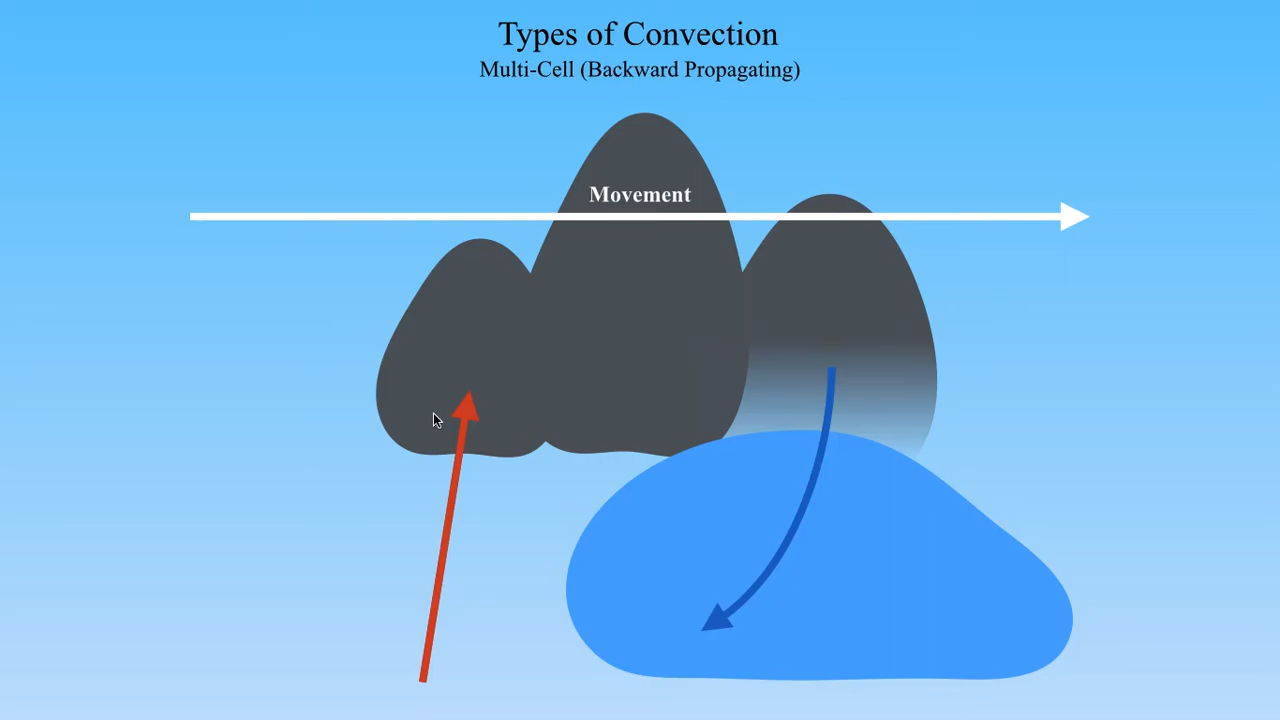 Types of Convection
Multi-Cell (Backward Propagating)
Movement